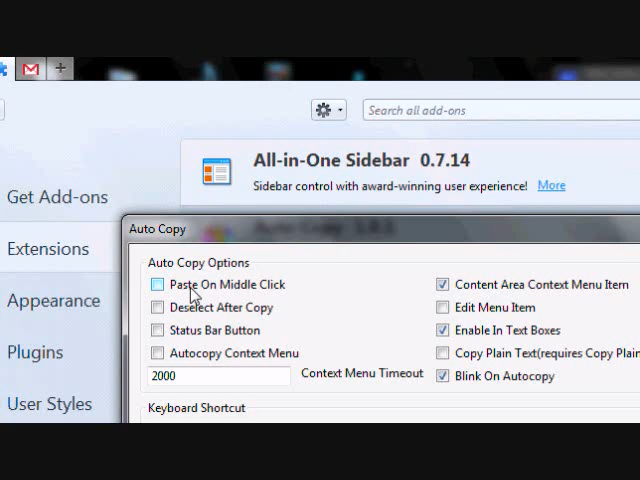 Search all add-ons
All-in-One Sidebar 0.7.14
Sidebar control with award-winning user experience! More
Get Add-ons
Extensions
Appearance
Plugins
User Styles
Auto Copy
Auto Copy Options
Paste On Middle Click
Deselect After Copy
Status Bar Button
Autocopy Context Menu
2000 Context Menu Timeout
Content Area Context Menu Item
Edit Menu Item
Enable In Text Boxes
Copy Plain Text(requires Copy Plain
Blink On Autocopy
Keyboard Shortcut